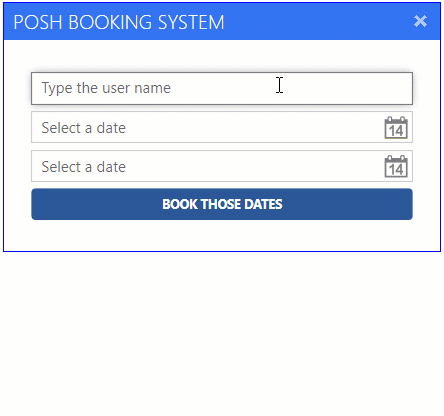 POSH BOOKING SYSTEM
Type the user name
Select a date
14
Select a date
14
BOOK THOSE DATES